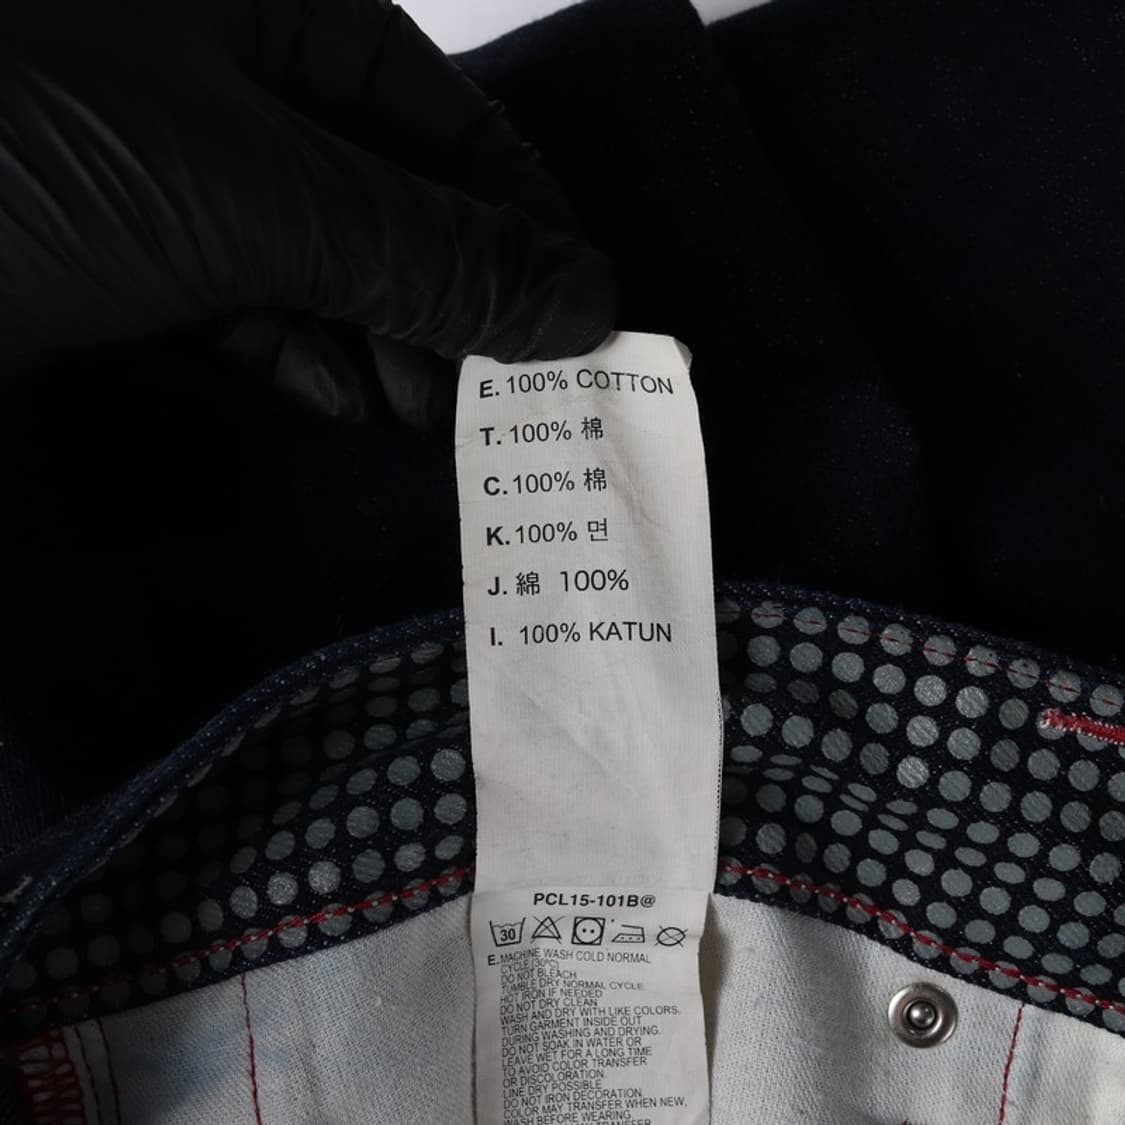 E. 100% COTTON
T. 100% 棉
C. 100% 棉
K. 100% 면
J. 綿 100%
I. 100% KATUN
PCL15-101B@
30
E. MACHINE WASH COLD NORMAL
CYCLE (30°C)
DO NOT BLEACH
TUMBLE DRY NORMAL CYCLE
HOT IRON IF NEEDED
DO NOT DRY CLEAN
WASH AND DRY WITH LIKE COLORS.
TURN GARMENT INSIDE OUT
DURING WASHING AND DRYING.
DO NOT SOAK IN WATER OR
LEAVE WET FOR A LONG TIME
TO AVOID COLOR TRANSFER
OR DISCOLORATION.
LINE DRY POSSIBLE
DO NOT IRON DECORATION
COLOR MAY TRANSFER WHEN NEW,
WASH BEFORE WEARING.